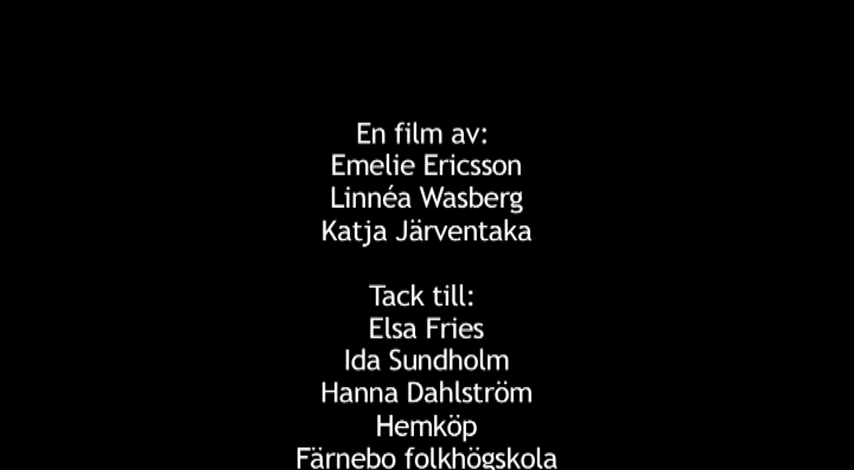 En film av:
Emelie Ericsson
Linnéa Wasberg
Katja Järventaka
Tack till:
Elsa Fries
Ida Sundholm
Hanna Dahlström
Hemköp
Färnebo folkhögskola